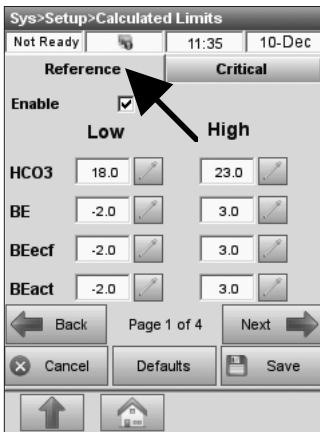 Sys>Setup>Calculated Limits
Not Ready 11:35 10-Dec
Reference Critical
Enable
Low High
HCO3 18.0 23.0
BE -2.0 3.0
BEecf -2.0 3.0
BEact -2.0 3.0
Back Page 1 of 4 Next
Cancel Defaults Save